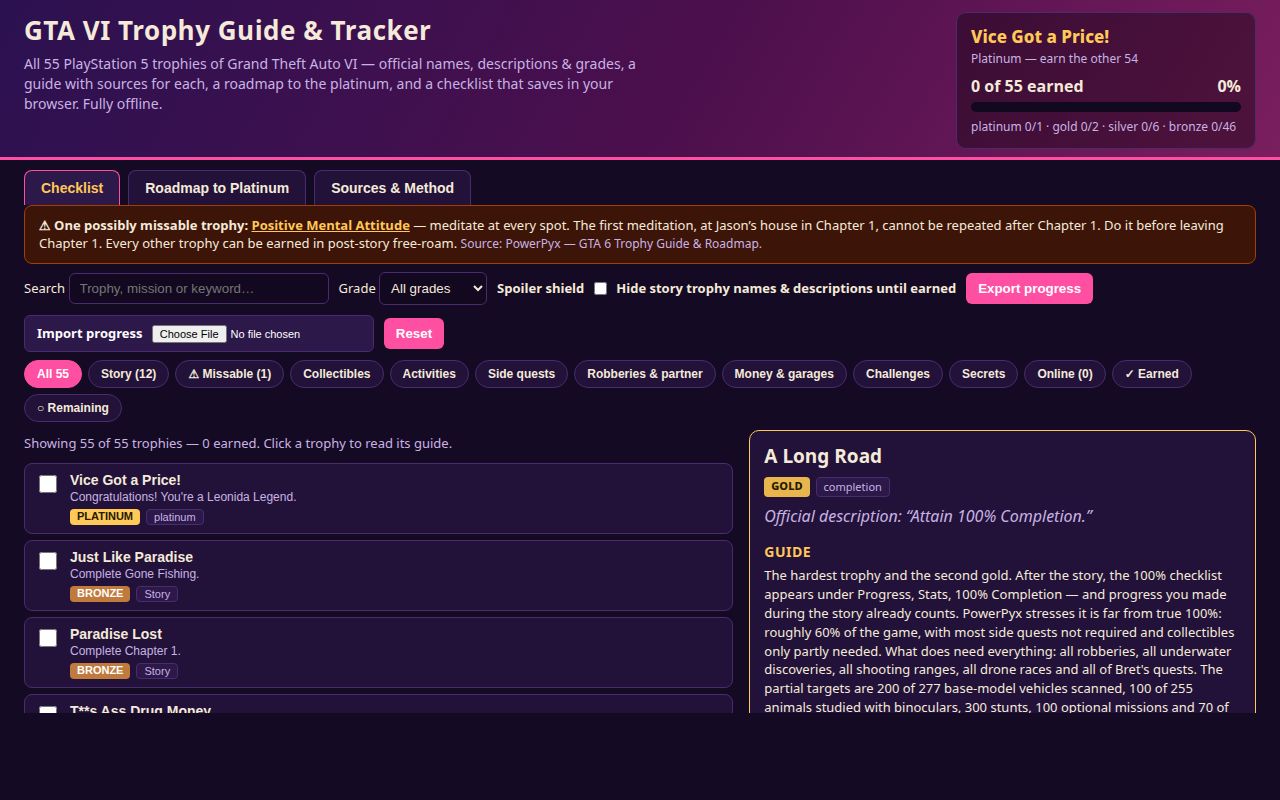 GTA VI Trophy Guide & Tracker
All 55 PlayStation 5 trophies of Grand Theft Auto VI — official names, descriptions & grades, a
guide with sources for each, a roadmap to the platinum, and a checklist that saves in your
browser. Fully offline.
Vice Got a Price!
Platinum — earn the other 54
0 of 55 earned 0%
platinum 0/1 · gold 0/2 · silver 0/6 · bronze 0/46
Checklist Roadmap to Platinum Sources & Method
⚠ One possibly missable trophy: Positive Mental Attitude — meditate at every spot. The first meditation, at Jason’s house in Chapter 1, cannot be repeated after Chapter 1. Do it before leaving
Chapter 1. Every other trophy can be earned in post-story free-roam. Source: PowerPyx — GTA 6 Trophy Guide & Roadmap.
Search Trophy, mission or keyword… Grade All grades Spoiler shield Hide story trophy names & descriptions until earned Export progress
Import progress Choose File No file chosen Reset
All 55 Story (12) ⚠ Missable (1) Collectibles Activities Side quests Robberies & partner Money & garages Challenges Secrets Online (0) ✓ Earned
○ Remaining
Showing 55 of 55 trophies — 0 earned. Click a trophy to read its guide.
Vice Got a Price!
Congratulations! You're a Leonida Legend.
PLATINUM platinum
Just Like Paradise
Complete Gone Fishing.
BRONZE Story
Paradise Lost
Complete Chapter 1.
BRONZE Story
T**s Ass Drug Money
A Long Road
GOLD completion
Official description: “Attain 100% Completion.”
GUIDE
The hardest trophy and the second gold. After the story, the 100% checklist
appears under Progress, Stats, 100% Completion — and progress you made
during the story already counts. PowerPyx stresses it is far from true 100%:
roughly 60% of the game, with most side quests not required and collectibles
only partly needed. What does need everything: all robberies, all underwater
discoveries, all shooting ranges, all drone races and all of Bret's quests. The
partial targets are 200 of 277 base-model vehicles scanned, 100 of 255
animals studied with binoculars, 300 stunts, 100 optional missions and 70 of